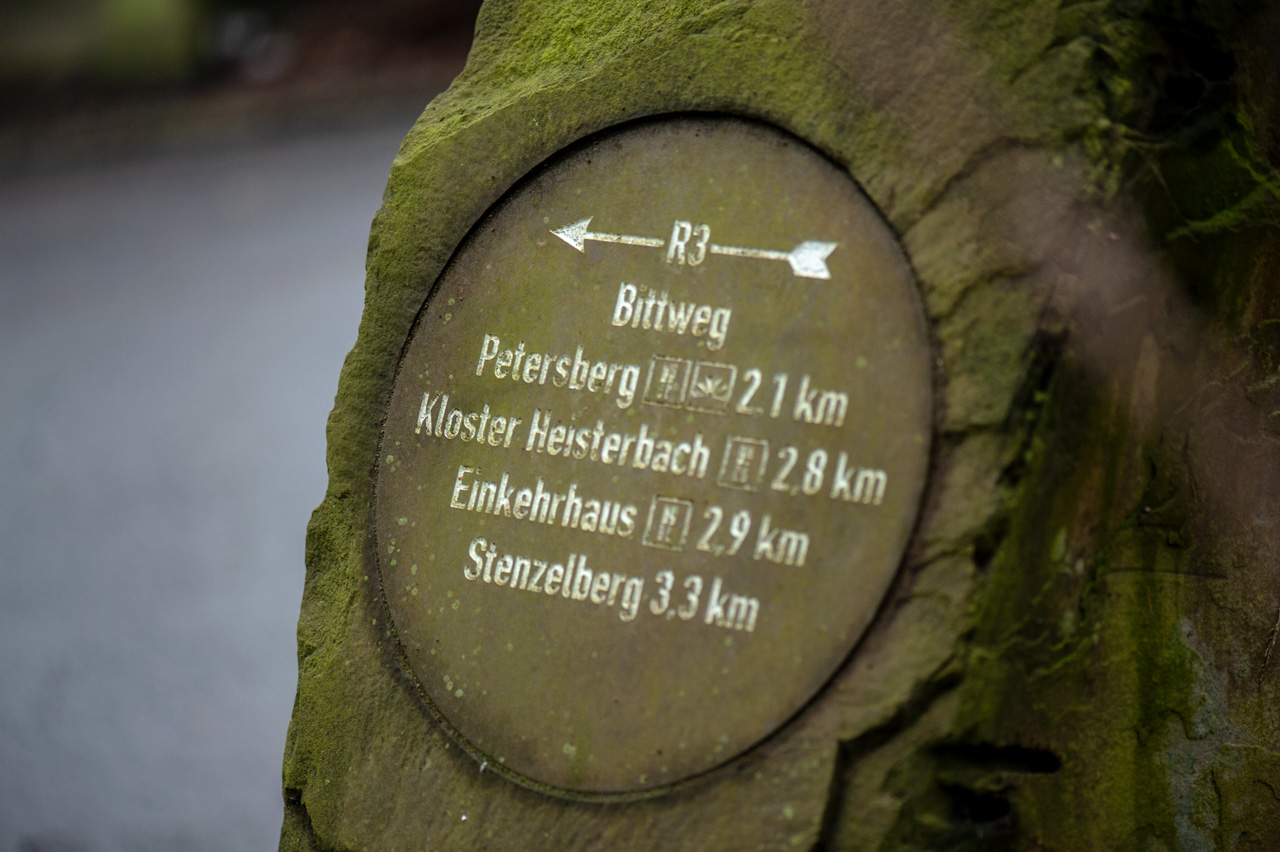 R3
Bittweg
Petersberg 2,1 km
Kloster Heisterbach 2,8 km
Einkehrhaus 2,9 km
Stenzelberg 3,3 km